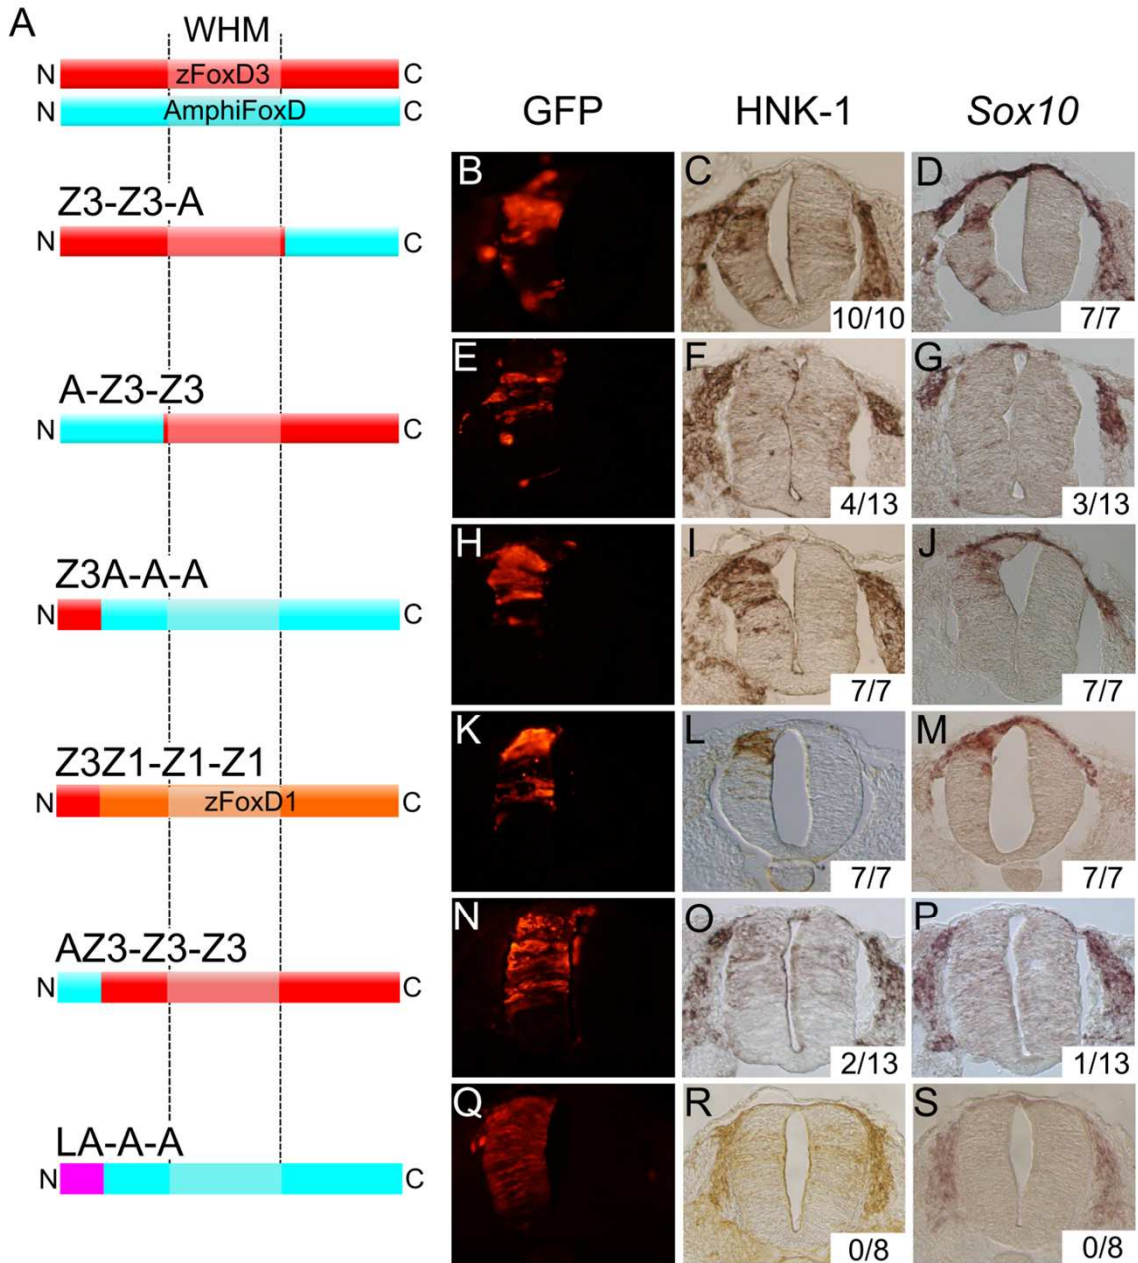 A
WHM
N zFoxD3 C
N AmphiFoxD C
GFP HNK-1 Sox10
Z3-Z3-A
N C
B C D
10/10 7/7
A-Z3-Z3
N C
E F G
4/13 3/13
Z3A-A-A
N C
H I J
7/7 7/7
Z3Z1-Z1-Z1
N zFoxD1 C
K L M
7/7 7/7
AZ3-Z3-Z3
N C
N O P
2/13 1/13
LA-A-A
N C
Q R S
0/8 0/8